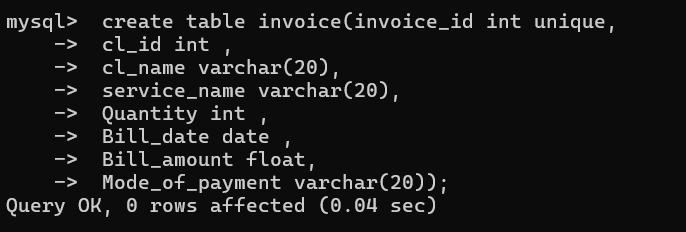 mysql>  create table invoice(invoice_id int unique,
    ->  cl_id int ,
    ->  cl_name varchar(20),
    ->  service_name varchar(20),
    ->  Quantity int ,
    ->  Bill_date date ,
    ->  Bill_amount float,
    ->  Mode_of_payment varchar(20));
Query OK, 0 rows affected (0.04 sec)